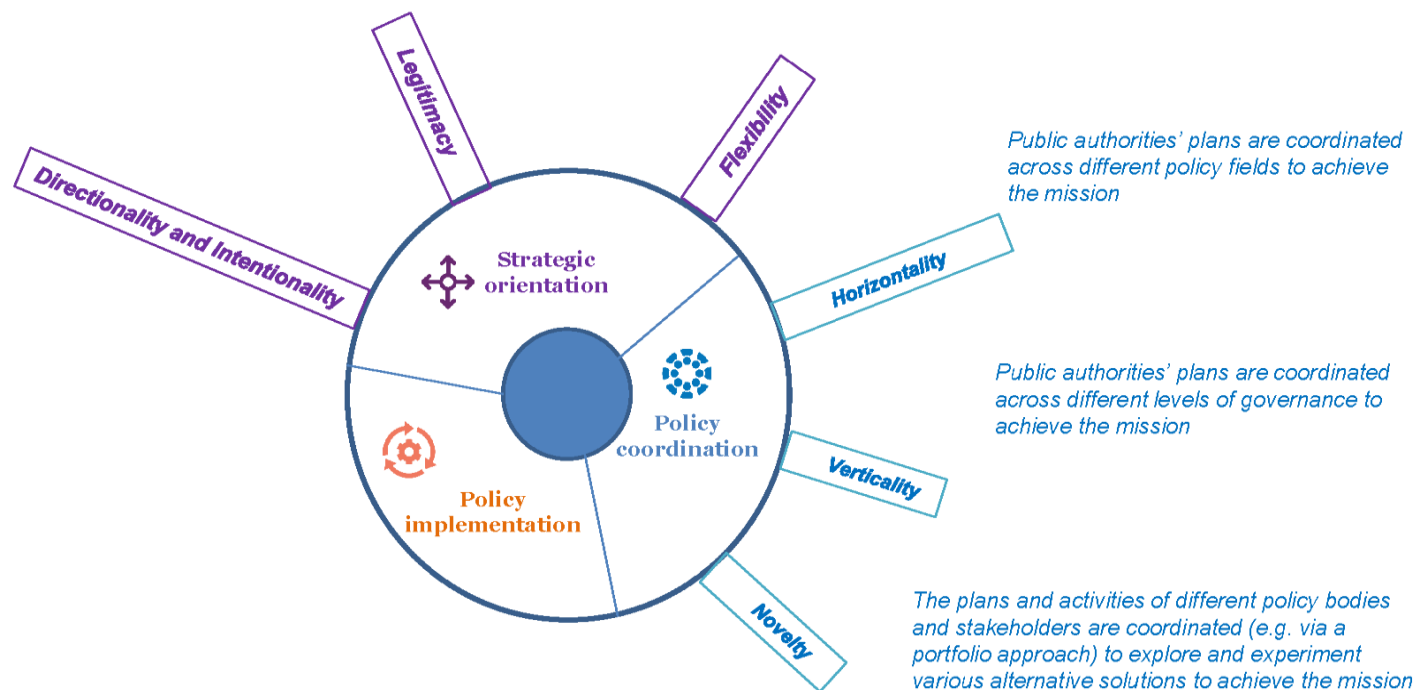 Legitimacy
Flexibility
Directionality and Intentionality
Public authorities' plans are coordinated
across different policy fields to achieve
the mission
Strategic
orientation
Horizontality
Public authorities' plans are coordinated
across different levels of governance to
achieve the mission
Policy
coordination
Verticality
Policy
implementation
Novelty
The plans and activities of different policy bodies
and stakeholders are coordinated (e.g. via a
portfolio approach) to explore and experiment
various alternative solutions to achieve the mission